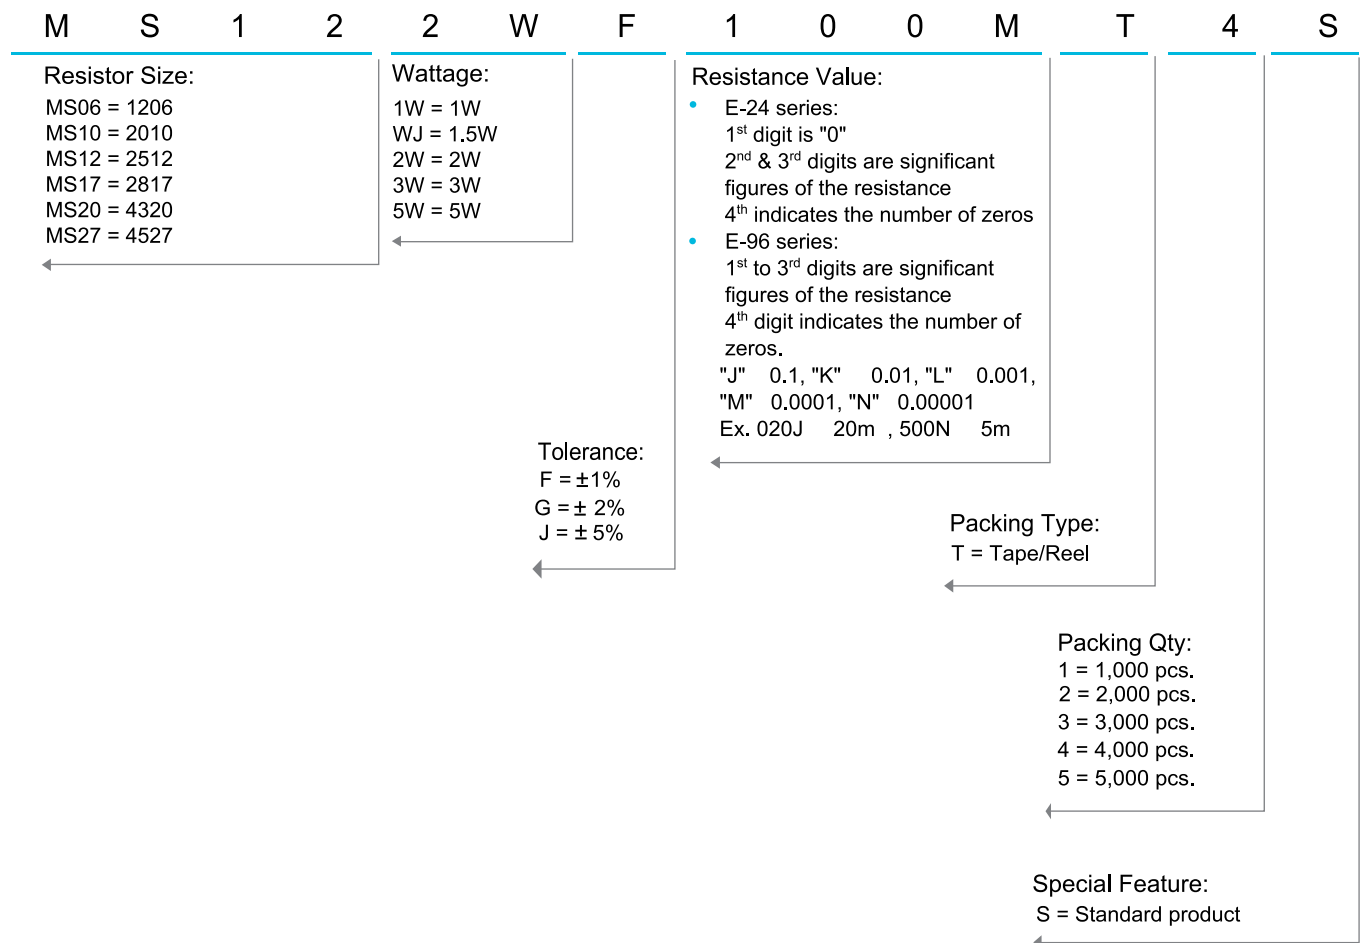 M S 1 2 2 W F 1 0 0 M T 4 S
Resistor Size:
MS06 = 1206
MS10 = 2010
MS12 = 2512
MS17 = 2817
MS20 = 4320
MS27 = 4527
Wattage:
1W = 1W
WJ = 1.5W
2W = 2W
3W = 3W
5W = 5W
Tolerance:
F = ±1%
G = ± 2%
J = ± 5%
Resistance Value:
• E-24 series:
1st digit is "0"
2nd & 3rd digits are significant
figures of the resistance
4th indicates the number of zeros
• E-96 series:
1st to 3rd digits are significant
figures of the resistance
4th digit indicates the number of
zeros.
"J" 0.1, "K" 0.01, "L" 0.001,
"M" 0.0001, "N" 0.00001
Ex. 020J 20m , 500N 5m
Packing Type:
T = Tape/Reel
Packing Qty:
1 = 1,000 pcs.
2 = 2,000 pcs.
3 = 3,000 pcs.
4 = 4,000 pcs.
5 = 5,000 pcs.
Special Feature:
S = Standard product